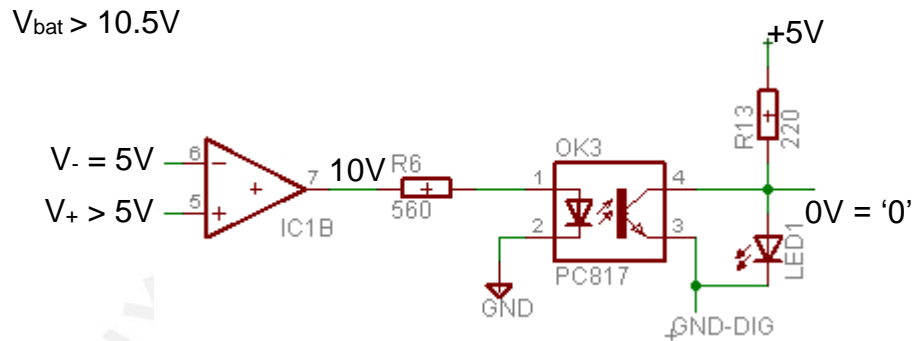 Vbat > 10.5V
+5V
R13
220
OK3
V- = 5V
6
7
10V
R6
1
4
V+ > 5V
5
IC1B
560
2
3
0V = '0'
LED1
PC817
GND
GND-DIG